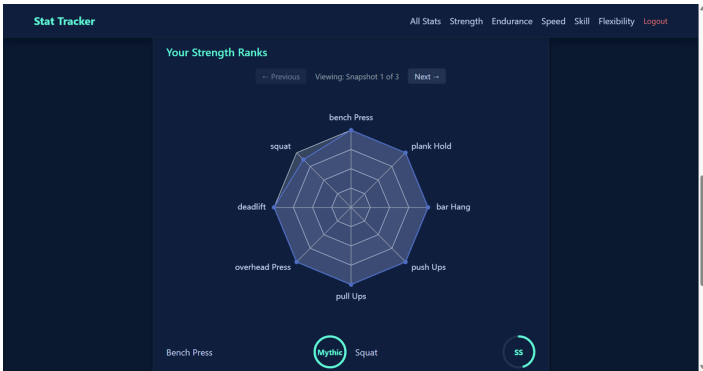 Stat Tracker All Stats Strength Endurance Speed Skill Flexibility Logout
Your Strength Ranks
← Previous Viewing: Snapshot 1 of 3 Next →
bench Press
squat plank Hold
deadlift bar Hang
overhead Press push Ups
pull Ups
Bench Press Mythic Squat SS